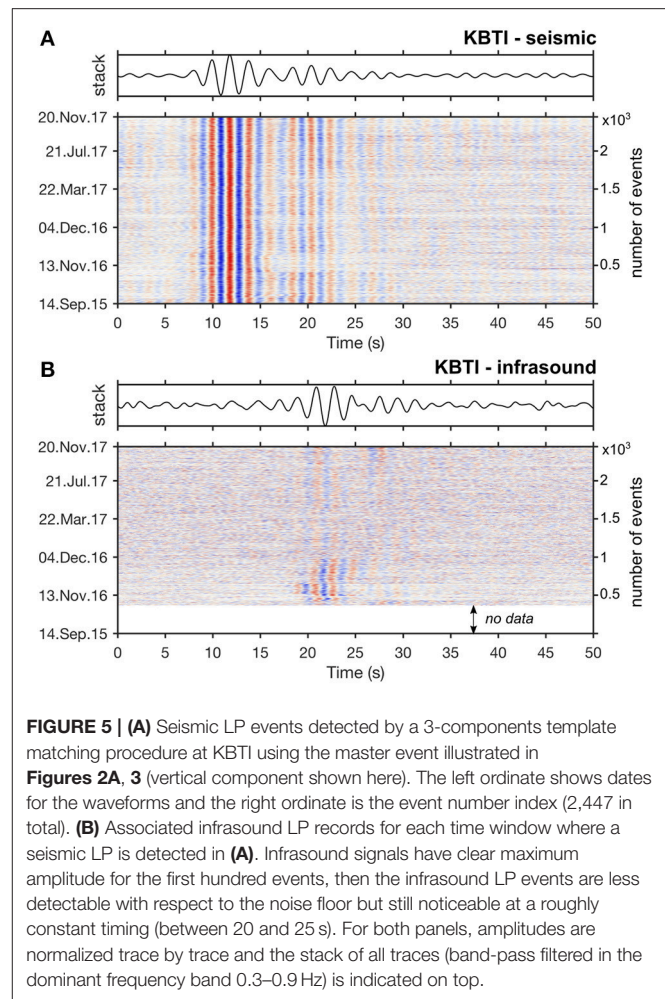 A
KBTI - seismic
stack
20.Nov.17
21.Jul.17
22.Mar.17
04.Dec.16
13.Nov.16
14.Sep.15
×10³
2
1.5
1
0.5
number of events
0 5 10 15 20 25 30 35 40 45 50
Time (s)
B
KBTI - infrasound
stack
20.Nov.17
21.Jul.17
22.Mar.17
04.Dec.16
13.Nov.16
14.Sep.15
×10³
2
1.5
1
0.5
number of events
no data
0 5 10 15 20 25 30 35 40 45 50
Time (s)
FIGURE 5 | (A) Seismic LP events detected by a 3-components template
matching procedure at KBTI using the master event illustrated in
Figures 2A, 3 (vertical component shown here). The left ordinate shows dates
for the waveforms and the right ordinate is the event number index (2,447 in
total). (B) Associated infrasound LP records for each time window where a
seismic LP is detected in (A). Infrasound signals have clear maximum
amplitude for the first hundred events, then the infrasound LP events are less
detectable with respect to the noise floor but still noticeable at a roughly
constant timing (between 20 and 25 s). For both panels, amplitudes are
normalized trace by trace and the stack of all traces (band-pass filtered in the
dominant frequency band 0.3–0.9 Hz) is indicated on top.